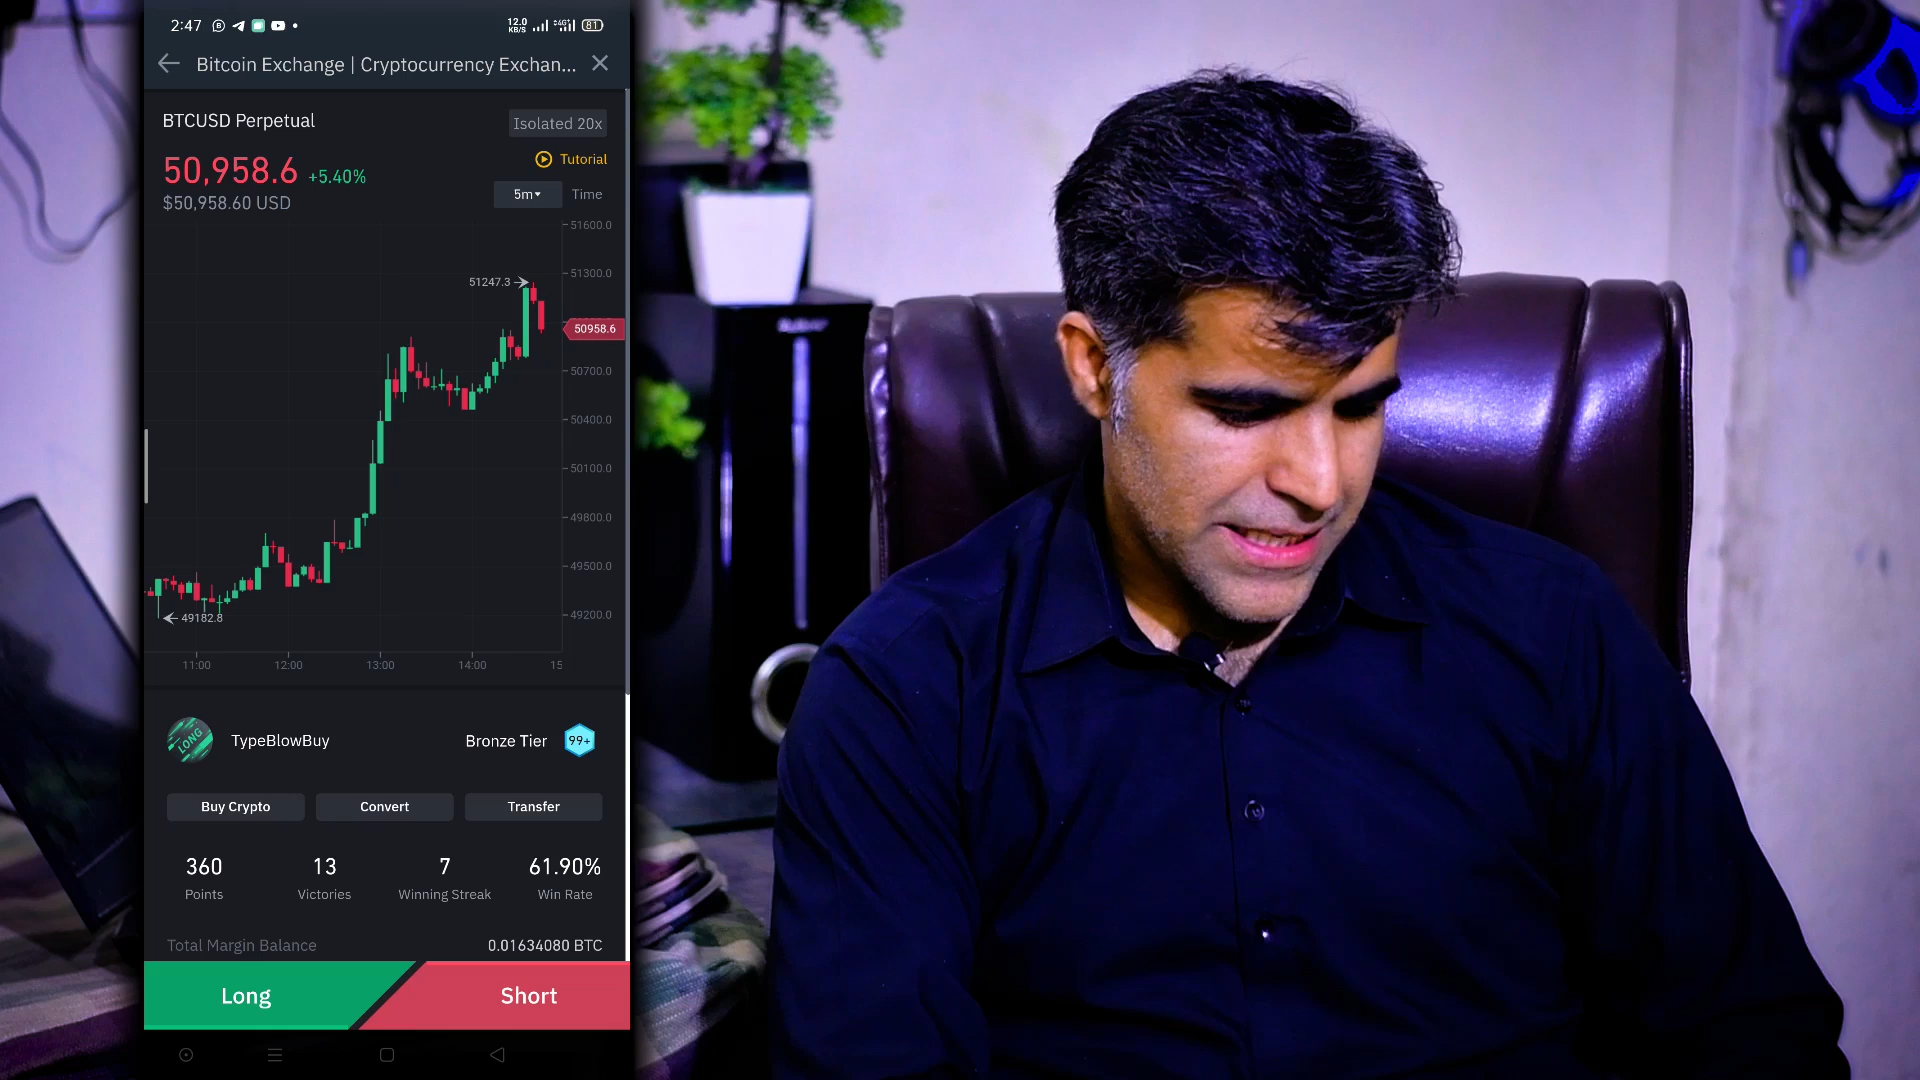 2:47
12.0 KB/S 4G+ 81
Bitcoin Exchange | Cryptocurrency Exchan...
BTCUSD Perpetual
Isolated 20x
50,958.6 +5.40%
Tutorial
$50,958.60 USD
5m
Time
51600.0
51300.0
51247.3
50958.6
50700.0
50400.0
50100.0
49800.0
49500.0
49200.0
49182.8
11:00 12:00 13:00 14:00 15
LONG
TypeBlowBuy
Bronze Tier 99+
Buy Crypto Convert Transfer
360 13 7 61.90%
Points Victories Winning Streak Win Rate
Total Margin Balance 0.01634080 BTC
Long Short